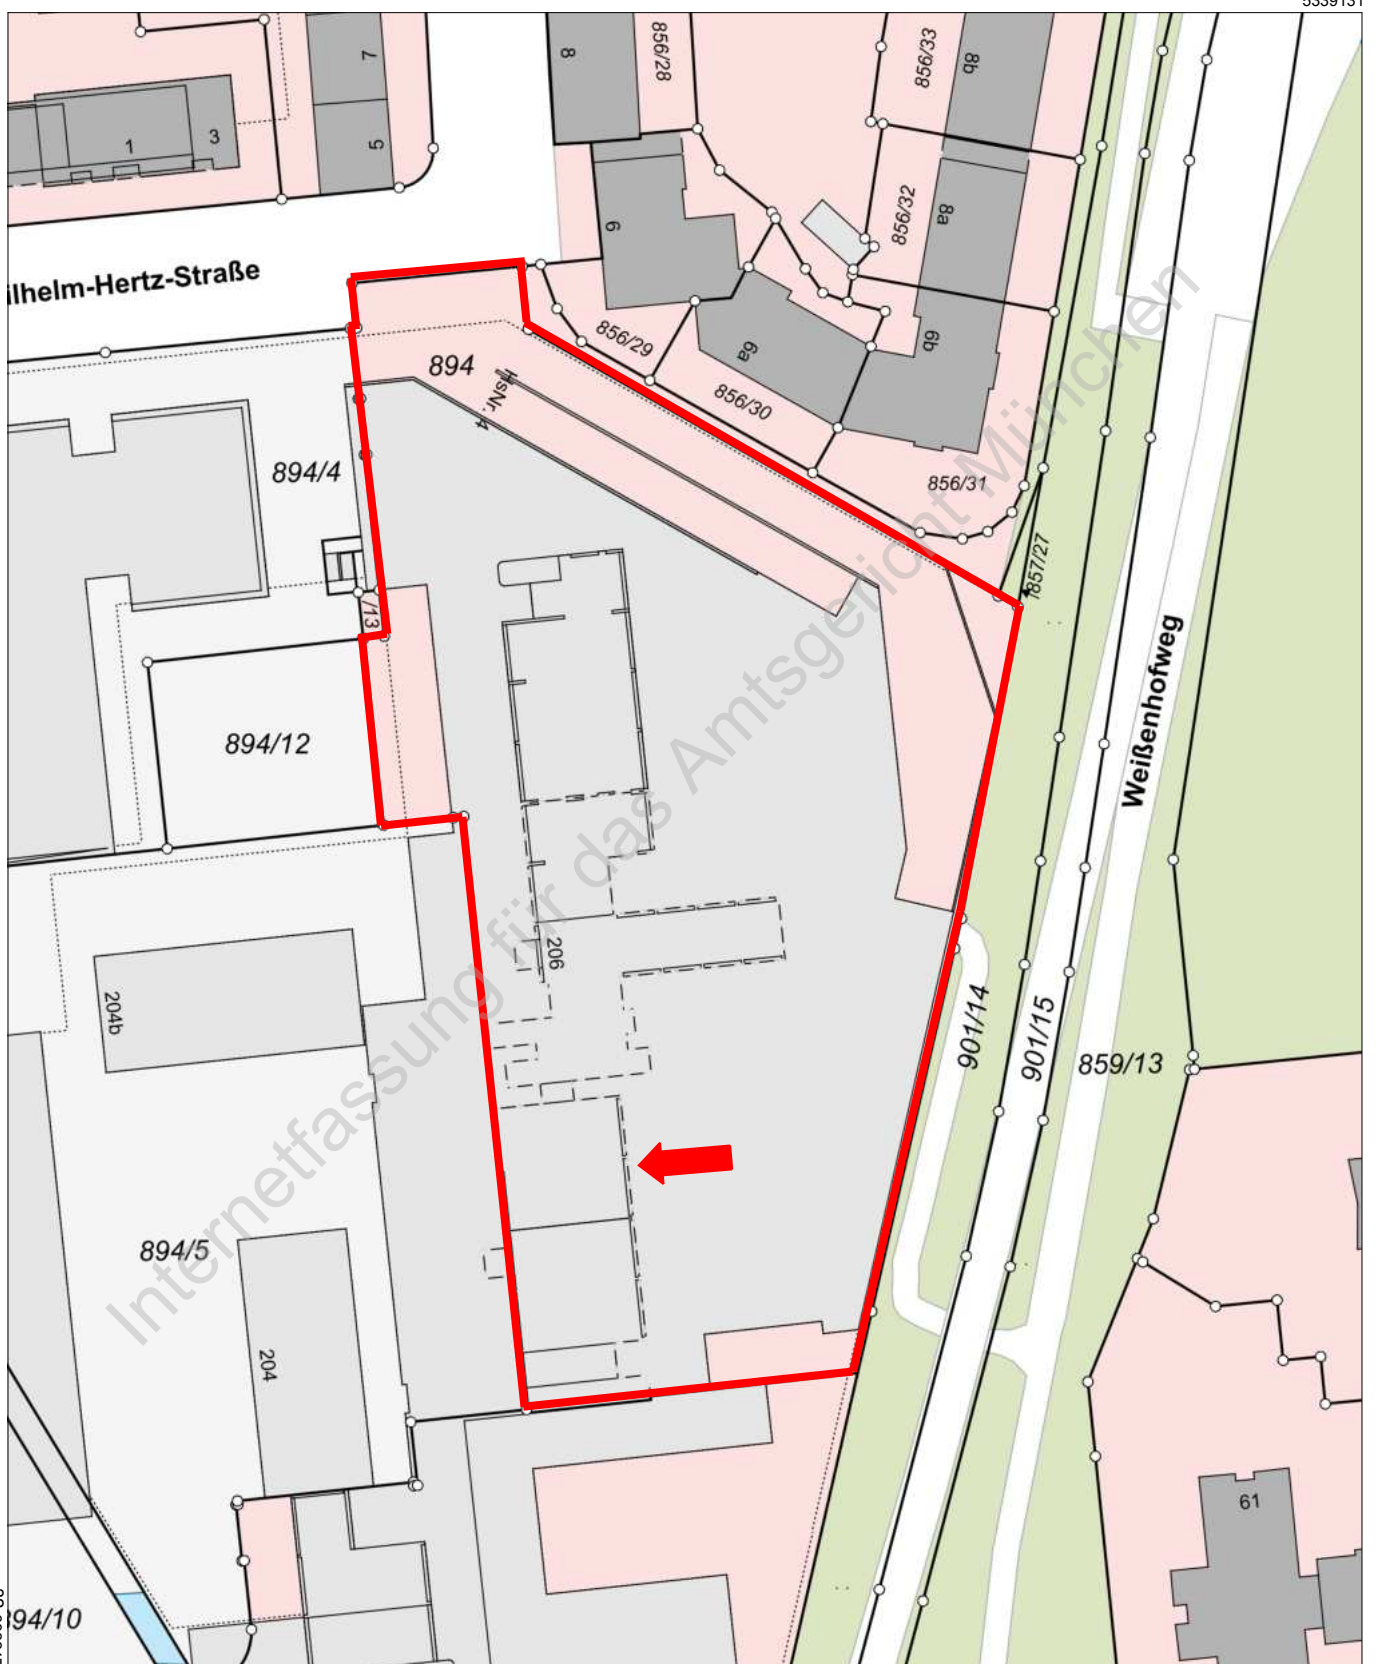 5339131
7
8
856/28
856/33
8b
1
3
5
856/32
8a
6
ilhelm-Hertz-Straße
856/29
6a
6b
894
HsNr. 4
856/30
894/4
856/31
1857/27
/13
Weißenhofweg
894/12
206
204b
901/14
901/15
859/13
894/5
204
61
94/10
Internetfassung für das Amtsgericht München